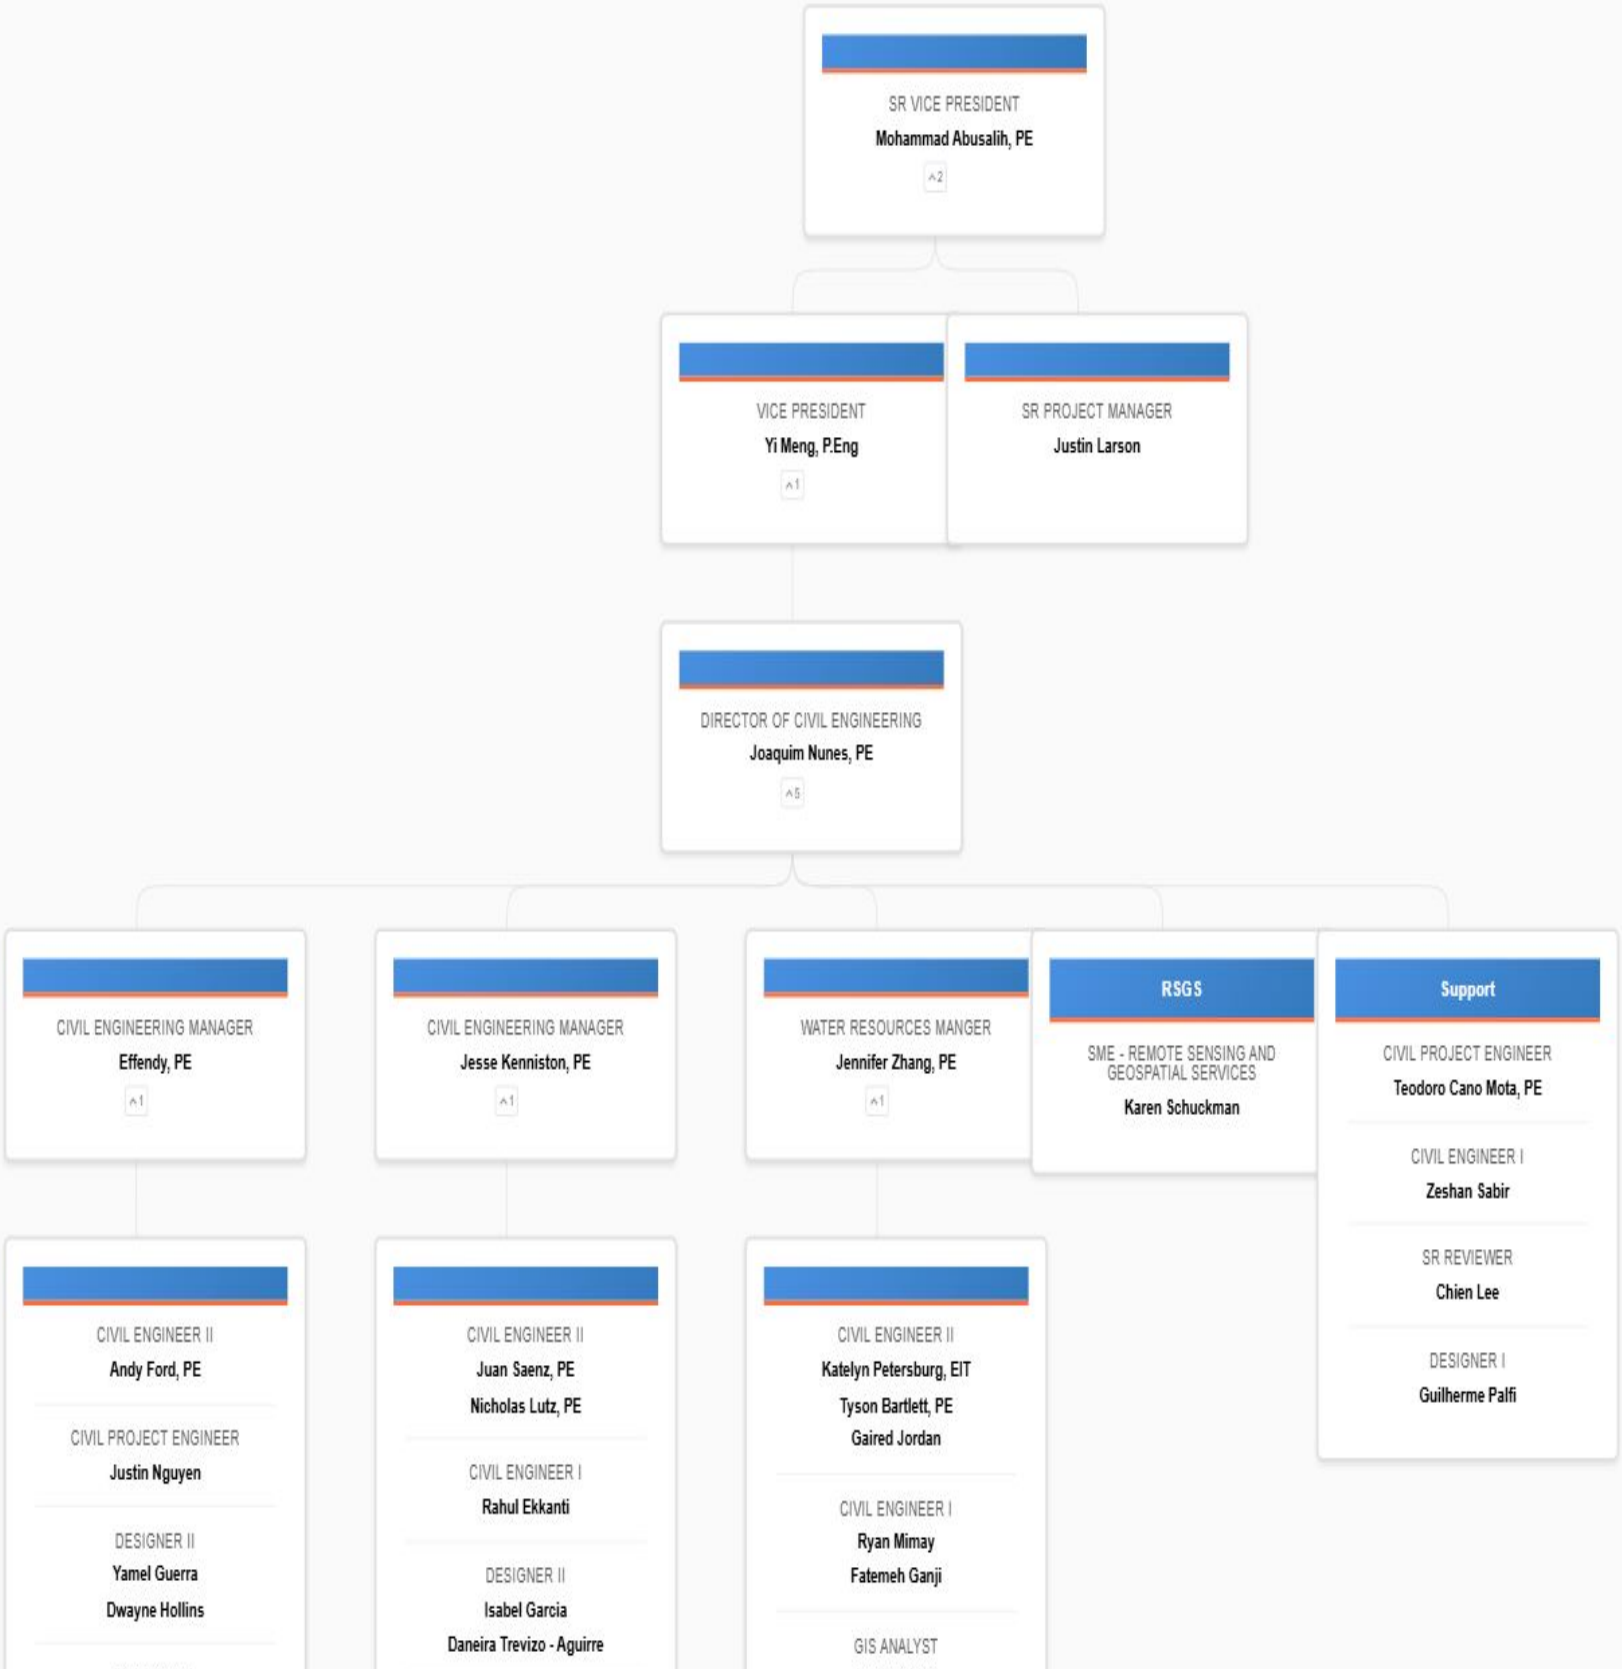 SR VICE PRESIDENT
Mohammad Abusalih, PE
^2
VICE PRESIDENT
Yi Meng, P.Eng
^1
SR PROJECT MANAGER
Justin Larson
DIRECTOR OF CIVIL ENGINEERING
Joaquim Nunes, PE
^5
CIVIL ENGINEERING MANAGER
Effendy, PE
^1
CIVIL ENGINEERING MANAGER
Jesse Kenniston, PE
^1
WATER RESOURCES MANGER
Jennifer Zhang, PE
^1
RSGS
SME - REMOTE SENSING AND
GEOSPATIAL SERVICES
Karen Schuckman
Support
CIVIL PROJECT ENGINEER
Teodoro Cano Mota, PE
CIVIL ENGINEER I
Zeshan Sabir
SR REVIEWER
Chien Lee
DESIGNER I
Guilherme Palfi
CIVIL ENGINEER II
Andy Ford, PE
CIVIL PROJECT ENGINEER
Justin Nguyen
DESIGNER II
Yamel Guerra
Dwayne Hollins
CIVIL ENGINEER II
Juan Saenz, PE
Nicholas Lutz, PE
CIVIL ENGINEER I
Rahul Ekkanti
DESIGNER II
Isabel Garcia
Daneira Trevizo - Aguirre
CIVIL ENGINEER II
Katelyn Petersburg, EIT
Tyson Bartlett, PE
Gaired Jordan
CIVIL ENGINEER I
Ryan Mimay
Fatemeh Ganji
GIS ANALYST